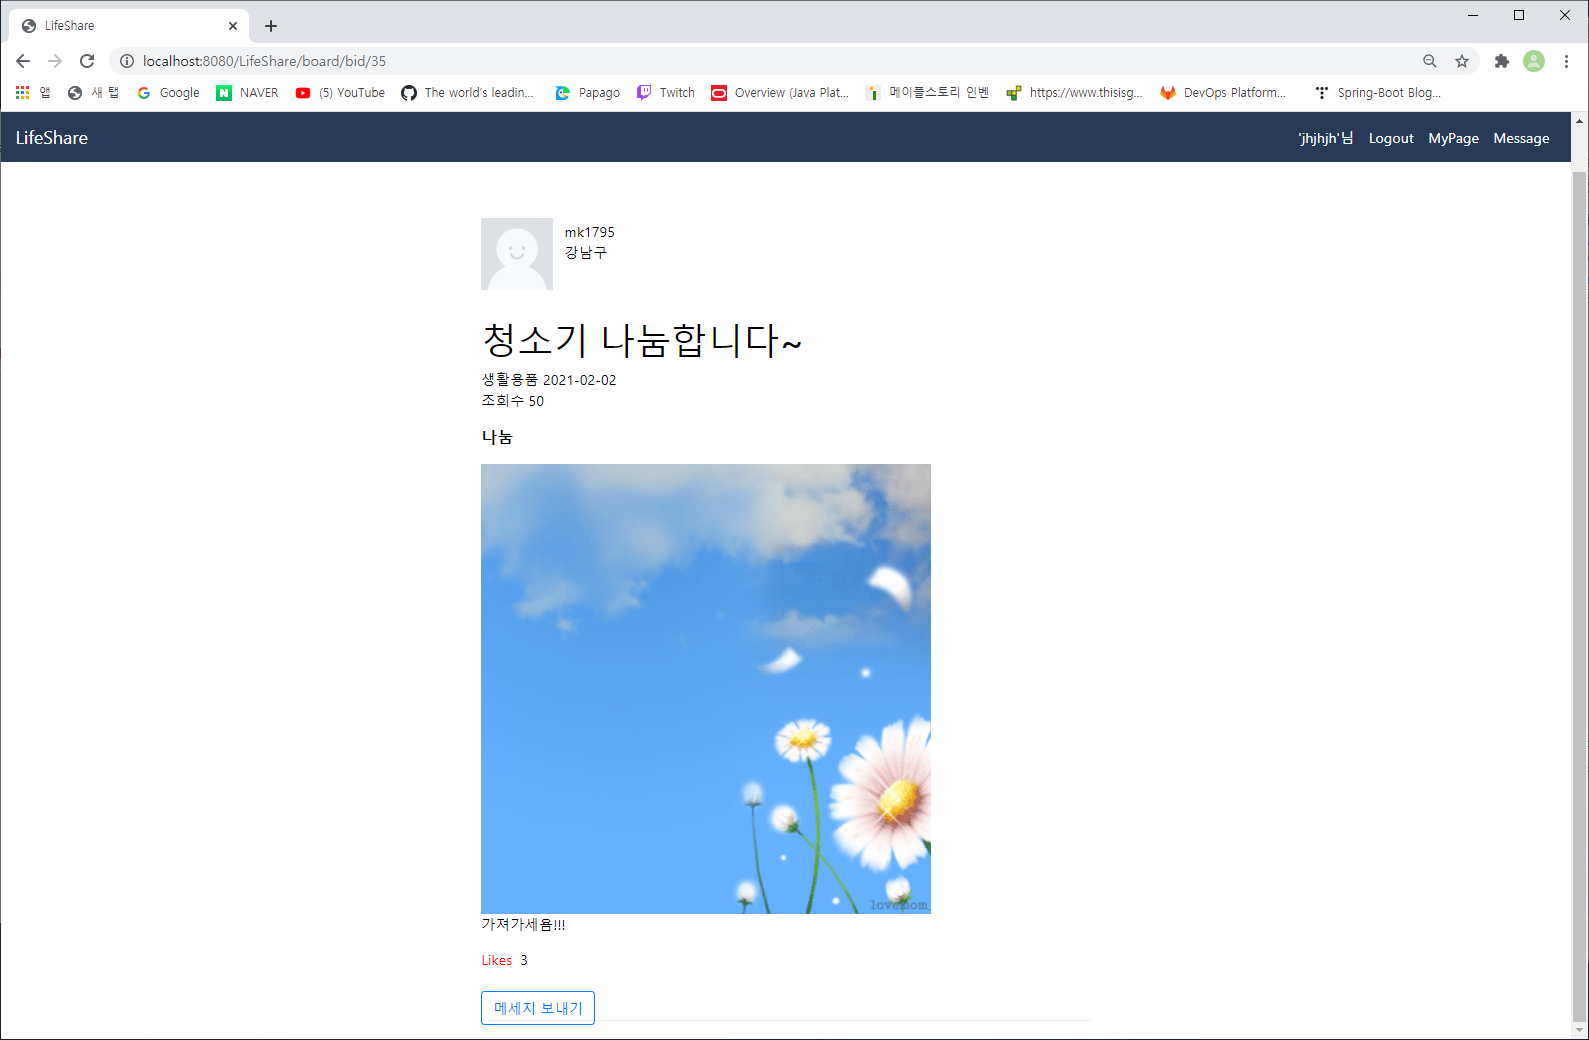 LifeShare
localhost:8080/LifeShare/board/bid/35
앱 새 탭 Google NAVER (5) YouTube The world's leadin... Papago Twitch Overview (Java Plat... 메이플스토리 인벤 https://www.thisisg... DevOps Platform... Spring-Boot Blog...
LifeShare 'jhjhjh'님 Logout MyPage Message
mk1795
강남구
청소기 나눔합니다~
생활용품 2021-02-02
조회수 50
나눔
가져가세욤!!!
Likes 3
메세지 보내기